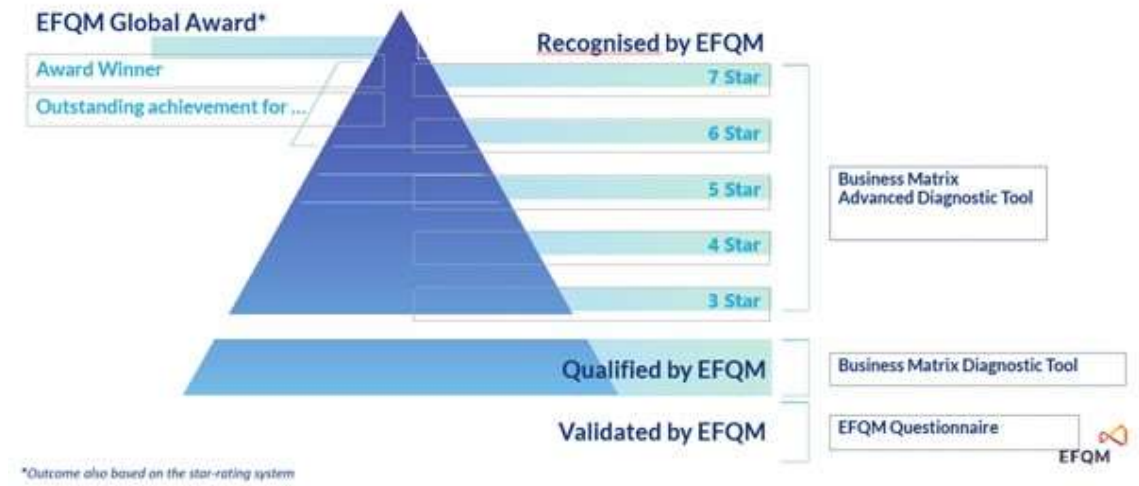 EFQM Global Award*
Award Winner
Outstanding achievement for ...
Recognised by EFQM
7 Star
6 Star
5 Star
4 Star
3 Star
Business Matrix
Advanced Diagnostic Tool
Qualified by EFQM
Business Matrix Diagnostic Tool
Validated by EFQM
EFQM Questionnaire
EFQM
*Outcome also based on the star-rating system